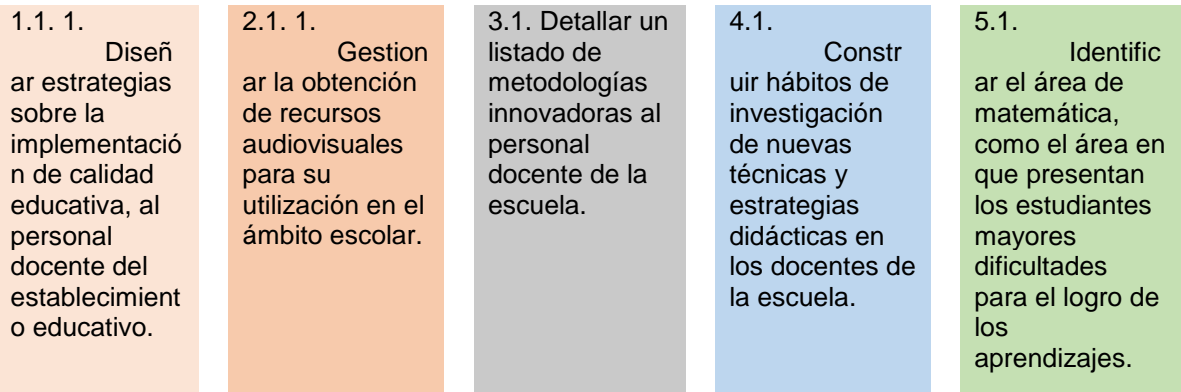 1.1. 1.
Diseñ
ar estrategias
sobre la
implementació
n de calidad
educativa, al
personal
docente del
establecimient
o educativo.
2.1. 1.
Gestion
ar la obtención
de recursos
audiovisuales
para su
utilización en el
ámbito escolar.
3.1. Detallar un
listado de
metodologías
innovadoras al
personal
docente de la
escuela.
4.1.
Constr
uir hábitos de
investigación
de nuevas
técnicas y
estrategias
didácticas en
los docentes de
la escuela.
5.1.
Identific
ar el área de
matemática,
como el área en
que presentan
los estudiantes
mayores
dificultades
para el logro de
los
aprendizajes.